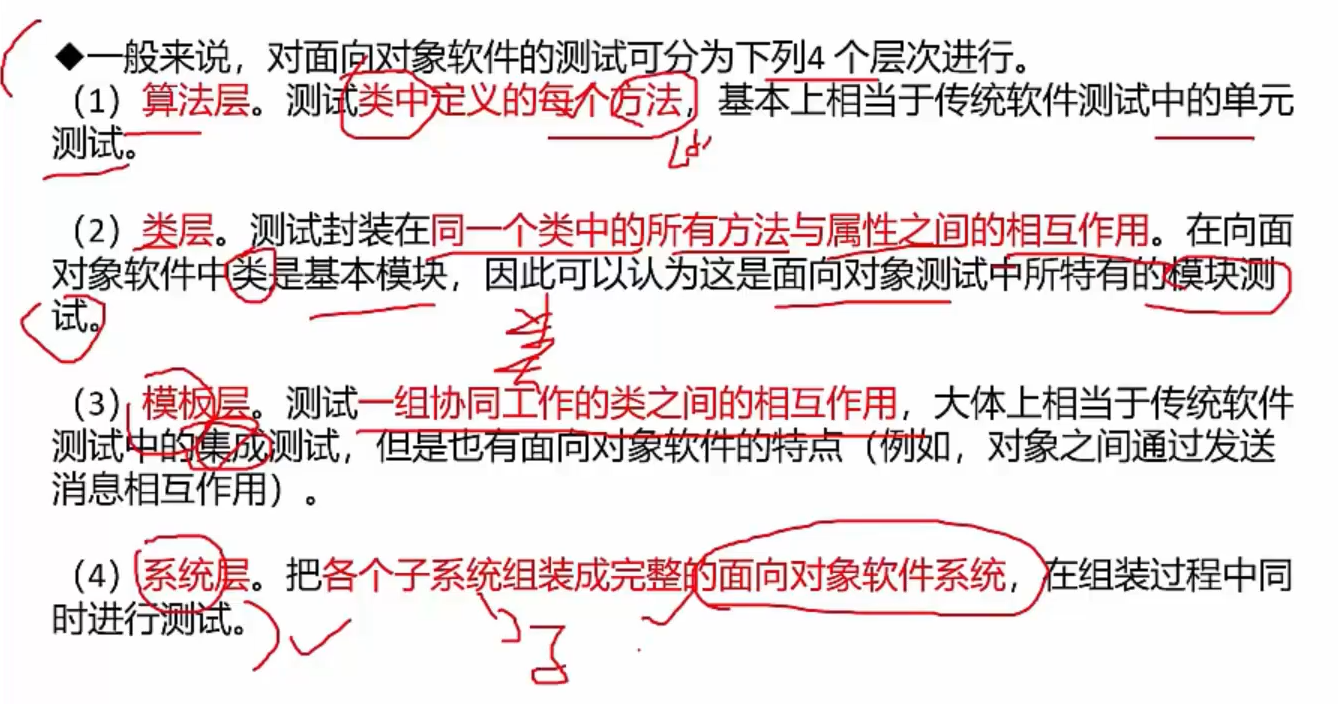 ◆一般来说，对面向对象软件的测试可分为下列4 个层次进行。
（1）算法层。测试类中定义的每个方法，基本上相当于传统软件测试中的单元
测试。
（2）类层。测试封装在同一个类中的所有方法与属性之间的相互作用。在向面
对象软件中类是基本模块，因此可以认为这是面向对象测试中所特有的模块测
试。
（3）模板层。测试一组协同工作的类之间的相互作用，大体上相当于传统软件
测试中的集成测试，但是也有面向对象软件的特点（例如，对象之间通过发送
消息相互作用）。
（4）系统层。把各个子系统组装成完整的面向对象软件系统，在组装过程中同
时进行测试。